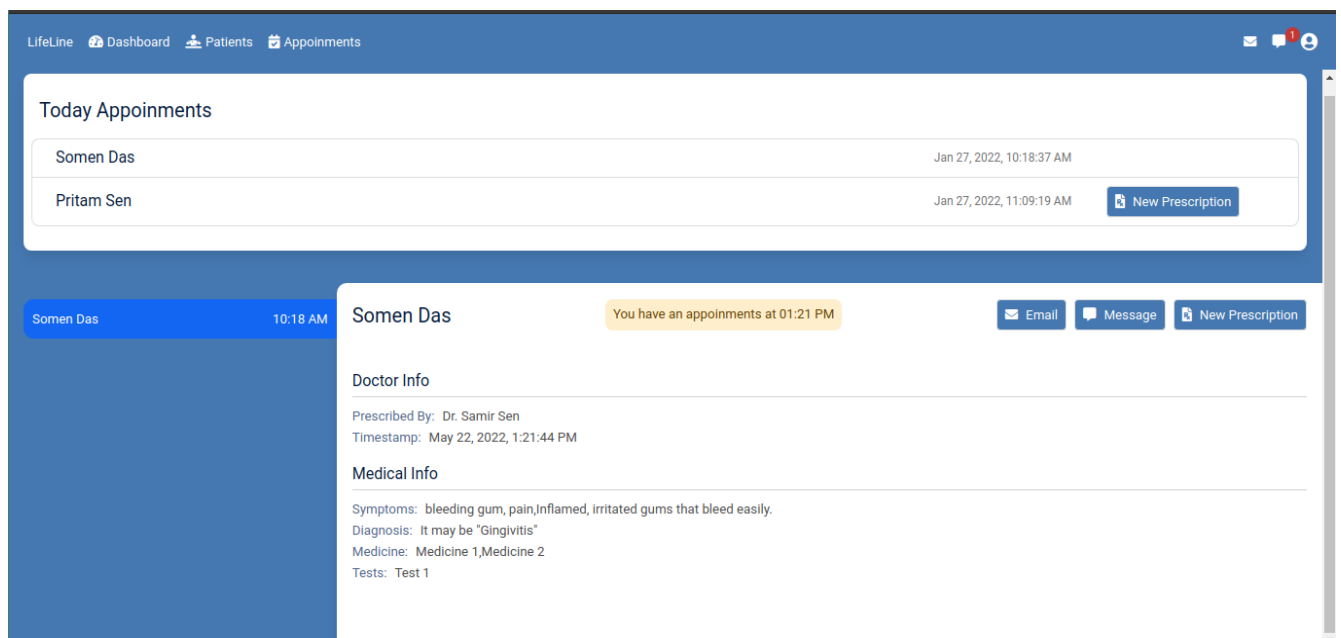 LifeLine Dashboard Patients Appoinments 1
Today Appoinments
Somen Das Jan 27, 2022, 10:18:37 AM
Pritam Sen Jan 27, 2022, 11:09:19 AM New Prescription
Somen Das 10:18 AM
Somen Das You have an appointments at 01:21 PM Email Message New Prescription
Doctor Info
Prescribed By: Dr. Samir Sen
Timestamp: May 22, 2022, 1:21:44 PM
Medical Info
Symptoms: bleeding gum, pain,Inflamed, irritated gums that bleed easily.
Diagnosis: It may be "Gingivitis"
Medicine: Medicine 1,Medicine 2
Tests: Test 1